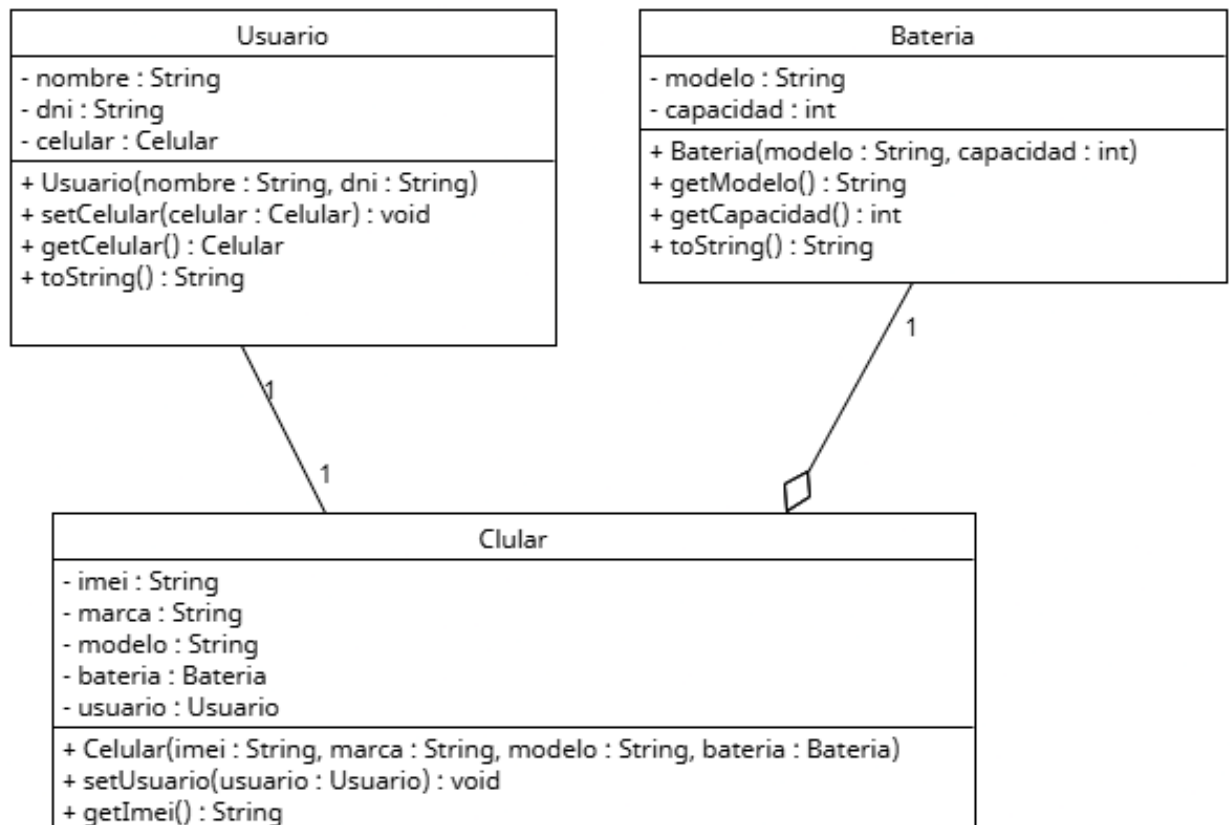 Usuario
- nombre : String
- dni : String
- celular : Celular
+ Usuario(nombre : String, dni : String)
+ setCelular(celular : Celular) : void
+ getCelular() : Celular
+ toString() : String
Bateria
- modelo : String
- capacidad : int
+ Bateria(modelo : String, capacidad : int)
+ getModelo() : String
+ getCapacidad() : int
+ toString() : String
1
1
1
Clular
- imei : String
- marca : String
- modelo : String
- bateria : Bateria
- usuario : Usuario
+ Celular(imei : String, marca : String, modelo : String, bateria : Bateria)
+ setUsuario(usuario : Usuario) : void
+ getImei() : String